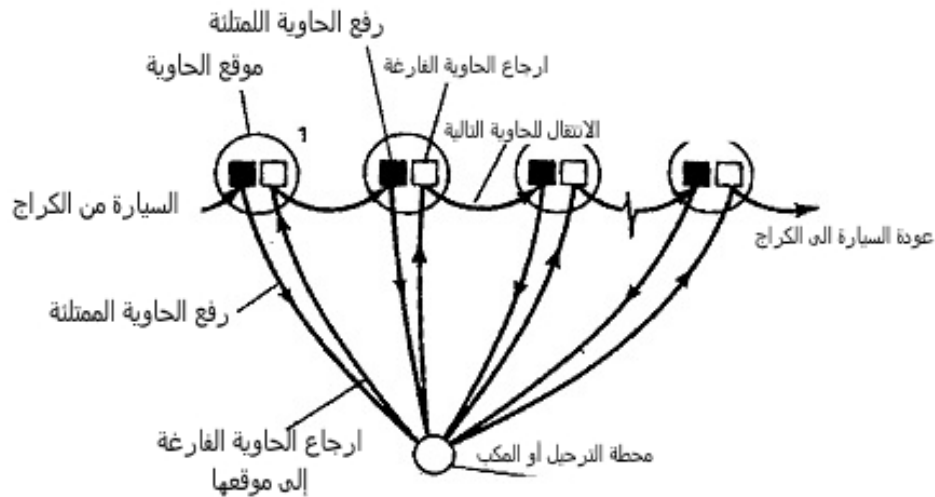 رفع الحاوية اللمتلئة
موقع الحاوية
ارجاع الحاوية الفارغة
1
الانتقال للحاوية التالية
السيارة من الكراج
عودة السيارة الى الكراج
رفع الحاوية الممتلئة
ارجاع الحاوية الفارغة
إلى موقعها
محطة الترحيل أو المكب